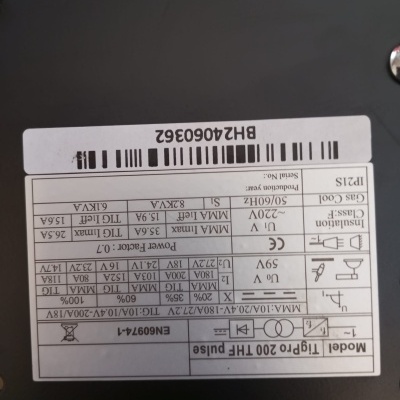 Model TigPro 200 THF pulse
1~ EN60974-1
MMA:10A/20.4V-180A/27.2V TIG:10A/10.4V-200A/18V
X 20% 35% 60% 100%
MMA TIG MMA TIG MMA TIG
U₀ V I₂ 180A 200A 103A 152A 80A 118A
59V U₂ 27.2V 18V 24.1V 16 V 23.2V 14.7V
Power Factor : 0.7
Insulation Class:F U₁ V ~220V 50/60Hz
MMA I₁max 35.6A TIG I₁max 26.5A
MMA I₁eff 15.9A TIG I₁eff 15.6A
Gas Cool S₁ 8.2KVA 6.1KVA
IP21S Production year:
Serial No.:
BH24060362